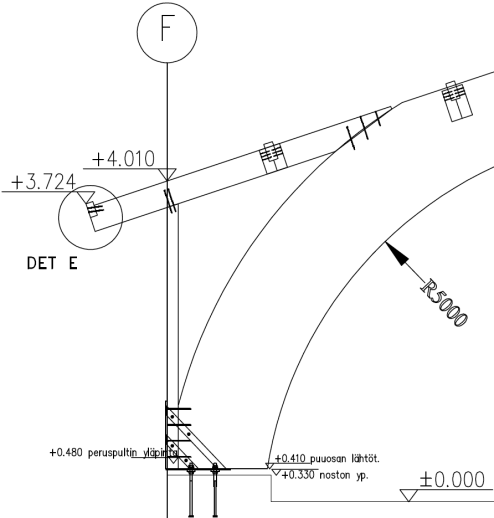 F
+4.010
+3.724
DET E
R5000
+0.480 peruspultin yläpinta
+0.410 puuosan lähtöt.
+0.330 noston yp.
±0.000